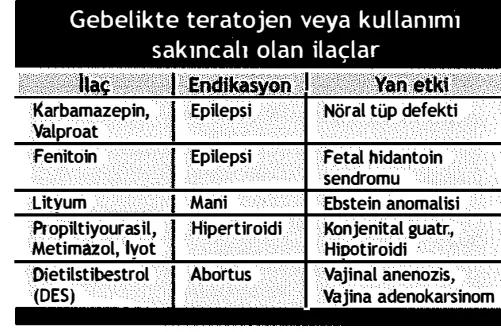 Gebelikte teratojen veya kullanımı
sakıncalı olan ilaçlar
İlaç Endikasyon Yan etki
Karbamazepin, Epilepsi Nöral tüp defekti
Valproat
Fenitoin Epilepsi Fetal hidantoin
sendromu
Lityum Mani Ebstein anomalisi
Propiltiyourasil, Hipertiroidi Konjenital guatr,
Metimazol, İyot Hipotiroidi
Dietilstibestrol Abortus Vajinal anenozis,
(DES) Vajina adenokarsinom